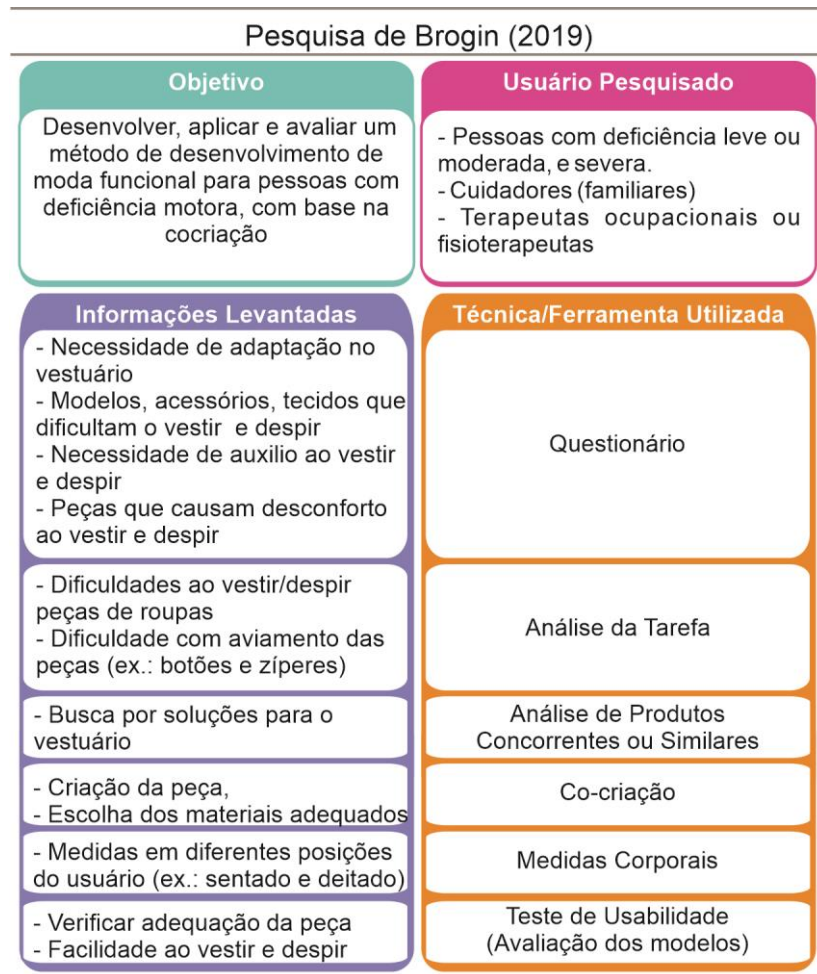 Pesquisa de Brogin (2019)
Objetivo
Desenvolver, aplicar e avaliar um
método de desenvolvimento de
moda funcional para pessoas com
deficiência motora, com base na
cocriação
Usuário Pesquisado
- Pessoas com deficiência leve ou
moderada, e severa.
- Cuidadores (familiares)
- Terapeutas ocupacionais ou
fisioterapeutas
Informações Levantadas
Técnica/Ferramenta Utilizada
- Necessidade de adaptação no
vestuário
- Modelos, acessórios, tecidos que
dificultam o vestir e despir
- Necessidade de auxilio ao vestir
e despir
- Peças que causam desconforto
ao vestir e despir
Questionário
- Dificuldades ao vestir/despir
peças de roupas
- Dificuldade com aviamento das
peças (ex.: botões e zíperes)
Análise da Tarefa
- Busca por soluções para o
vestuário
Análise de Produtos
Concorrentes ou Similares
- Criação da peça,
- Escolha dos materiais adequados
Co-criação
- Medidas em diferentes posições
do usuário (ex.: sentado e deitado)
Medidas Corporais
- Verificar adequação da peça
- Facilidade ao vestir e despir
Teste de Usabilidade
(Avaliação dos modelos)